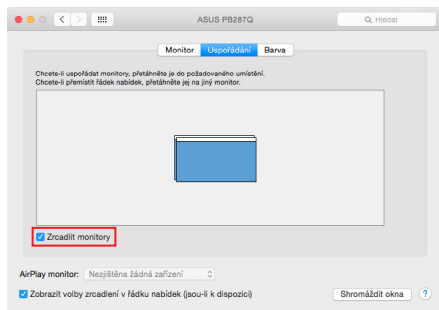 ASUS PB287Q
Hledat
Monitor Uspořádání Barva
Chcete-li uspořádat monitory, přetáhněte je do požadovaného umístění.
Chcete-li přemístit řádek nabídek, přetáhněte jej na jiný monitor.
Zrcadlit monitory
AirPlay monitor: Nezjištěna žádná zařízení
Zobrazit volby zrcadlení v řádku nabídek (jsou-li k dispozici)
Shromáždit okna ?